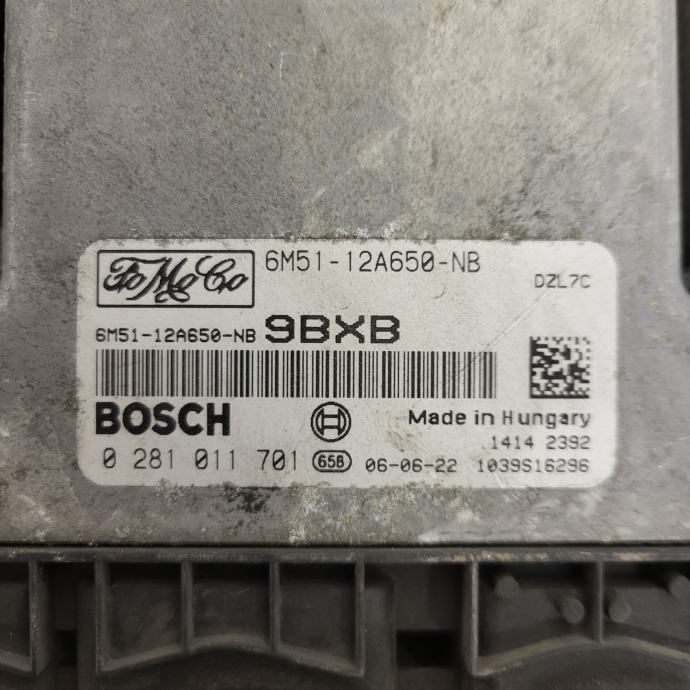 FoMoCo
6M51-12A650-NB
DZL7C
6M51-12A650-NB 9BXB
BOSCH
Made in Hungary
1414 2392
0 281 011 701 65B 06-06-22 1039S16296